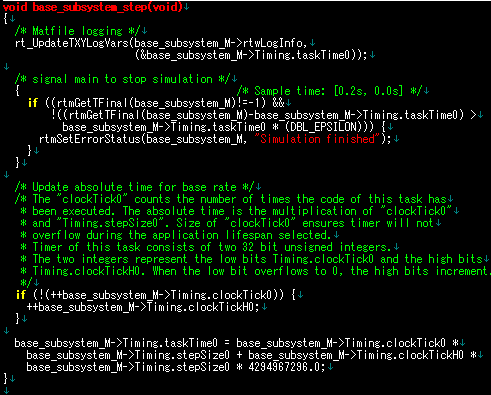 void base_subsystem_step(void)
{
  /* Matfile logging */↓
  rt_UpdateTXYLogVars(base_subsystem_M->rtwLogInfo,↓
                      (&base_subsystem_M->Timing.taskTime0));↓
↓
  /* signal main to stop simulation */↓
  {                                    /* Sample time: [0.2s, 0.0s] */↓
    if ((rtmGetTFinal(base_subsystem_M)!=-1) &&↓
        !((rtmGetTFinal(base_subsystem_M)-base_subsystem_M->Timing.taskTime0) >↓
          base_subsystem_M->Timing.taskTime0 * (DBL_EPSILON))) {↓
      rtmSetErrorStatus(base_subsystem_M, "Simulation finished");↓
    }↓
  }↓
↓
  /* Update absolute time for base rate */↓
  /* The "clockTick0" counts the number of times the code of this task has↓
   * been executed. The absolute time is the multiplication of "clockTick0"↓
   * and "Timing.stepSize0". Size of "clockTick0" ensures timer will not↓
   * overflow during the application lifespan selected.↓
   * Timer of this task consists of two 32 bit unsigned integers.↓
   * The two integers represent the low bits Timing.clockTick0 and the high bits↓
   * Timing.clockTickH0. When the low bit overflows to 0, the high bits increment.
   */↓
  if (!(++base_subsystem_M->Timing.clockTick0)) {↓
    ++base_subsystem_M->Timing.clockTickH0;↓
  }↓
↓
  base_subsystem_M->Timing.taskTime0 = base_subsystem_M->Timing.clockTick0 *↓
    base_subsystem_M->Timing.stepSize0 + base_subsystem_M->Timing.clockTickH0 *↓
    base_subsystem_M->Timing.stepSize0 * 4294967296.0;↓
}↓
↓